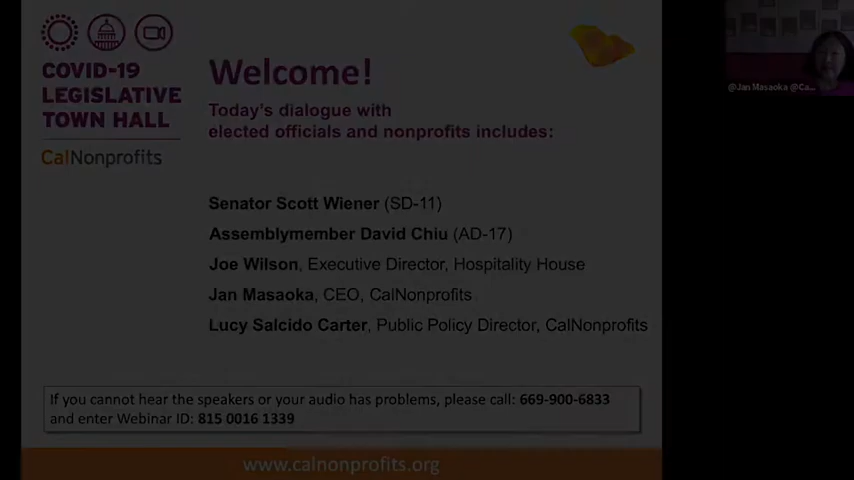 COVID-19
LEGISLATIVE
TOWN HALL
CalNonprofits
Welcome!
Today's dialogue with
elected officials and nonprofits includes:
Senator Scott Wiener (SD-11)
Assemblymember David Chiu (AD-17)
Joe Wilson, Executive Director, Hospitality House
Jan Masaoka, CEO, CalNonprofits
Lucy Salcido Carter, Public Policy Director, CalNonprofits
If you cannot hear the speakers or your audio has problems, please call: 669-900-6833
and enter Webinar ID: 815 0016 1339
www.calnonprofits.org
@Jan Masaoka @Ca...